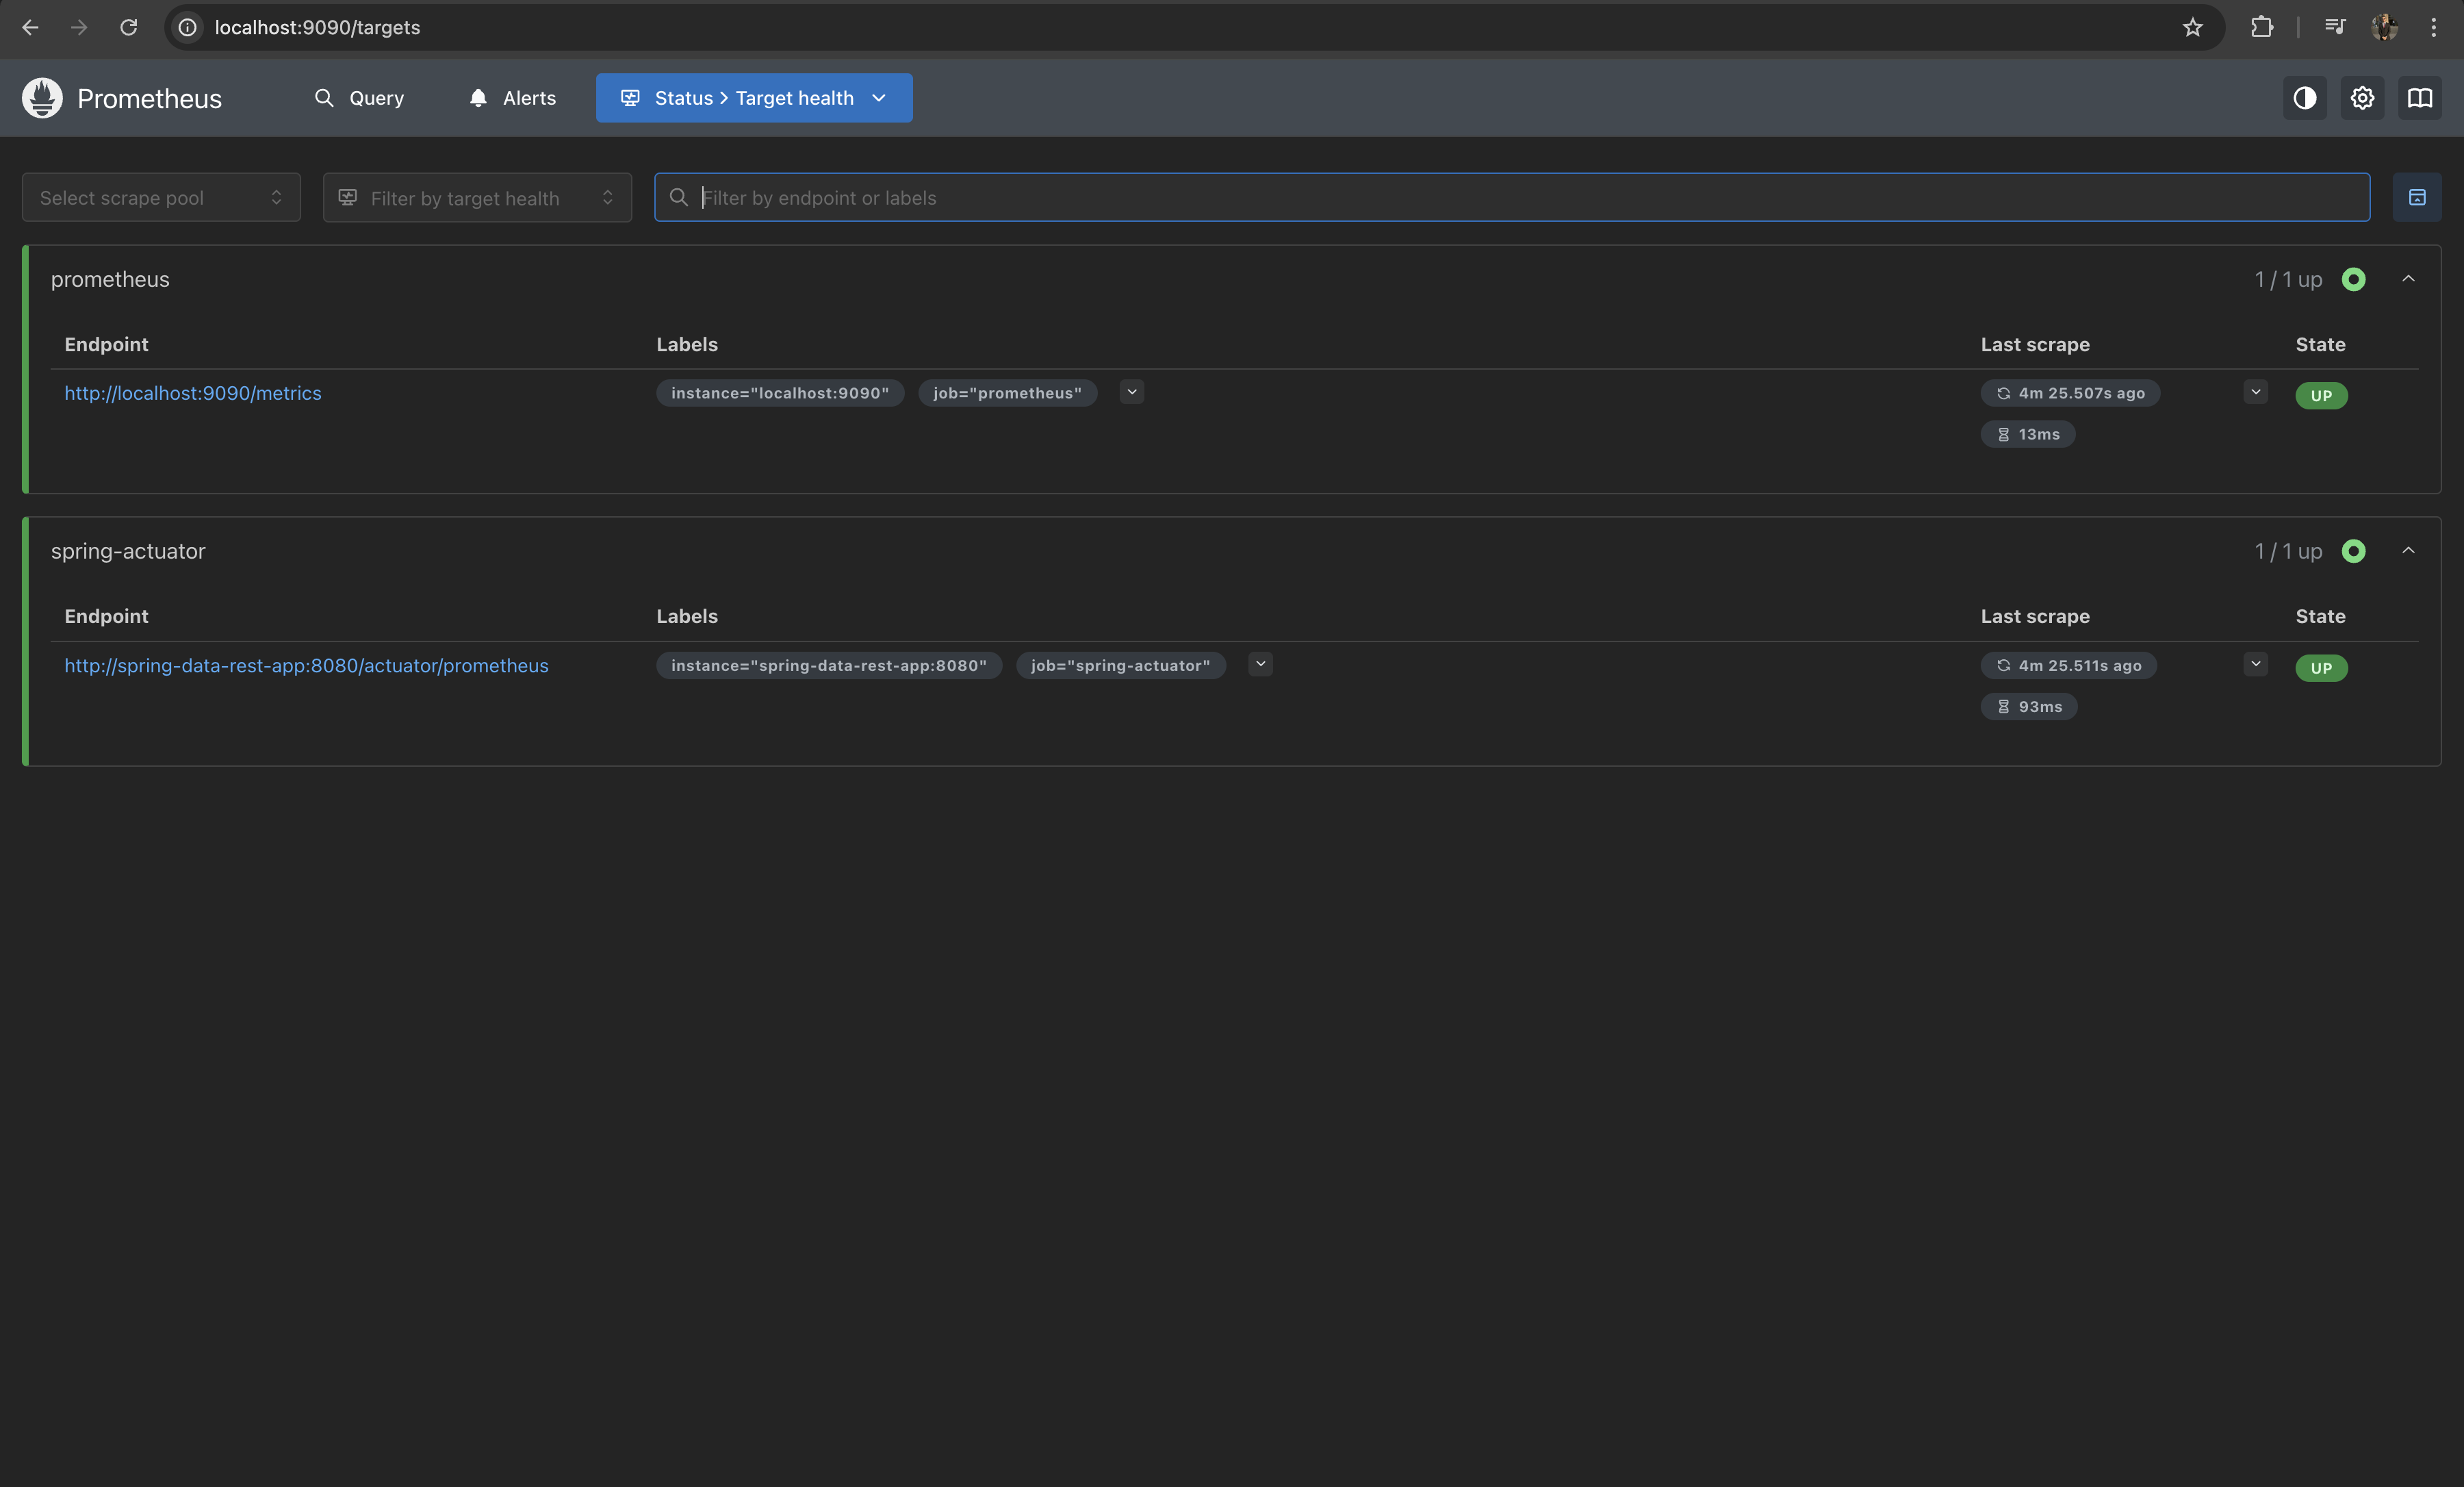 localhost:9090/targets
Prometheus Query Alerts Status > Target health
Select scrape pool Filter by target health Filter by endpoint or labels
prometheus 1 / 1 up
Endpoint Labels Last scrape State
http://localhost:9090/metrics instance="localhost:9090" job="prometheus" 4m 25.507s ago UP
13ms
spring-actuator 1 / 1 up
Endpoint Labels Last scrape State
http://spring-data-rest-app:8080/actuator/prometheus instance="spring-data-rest-app:8080" job="spring-actuator" 4m 25.511s ago UP
93ms